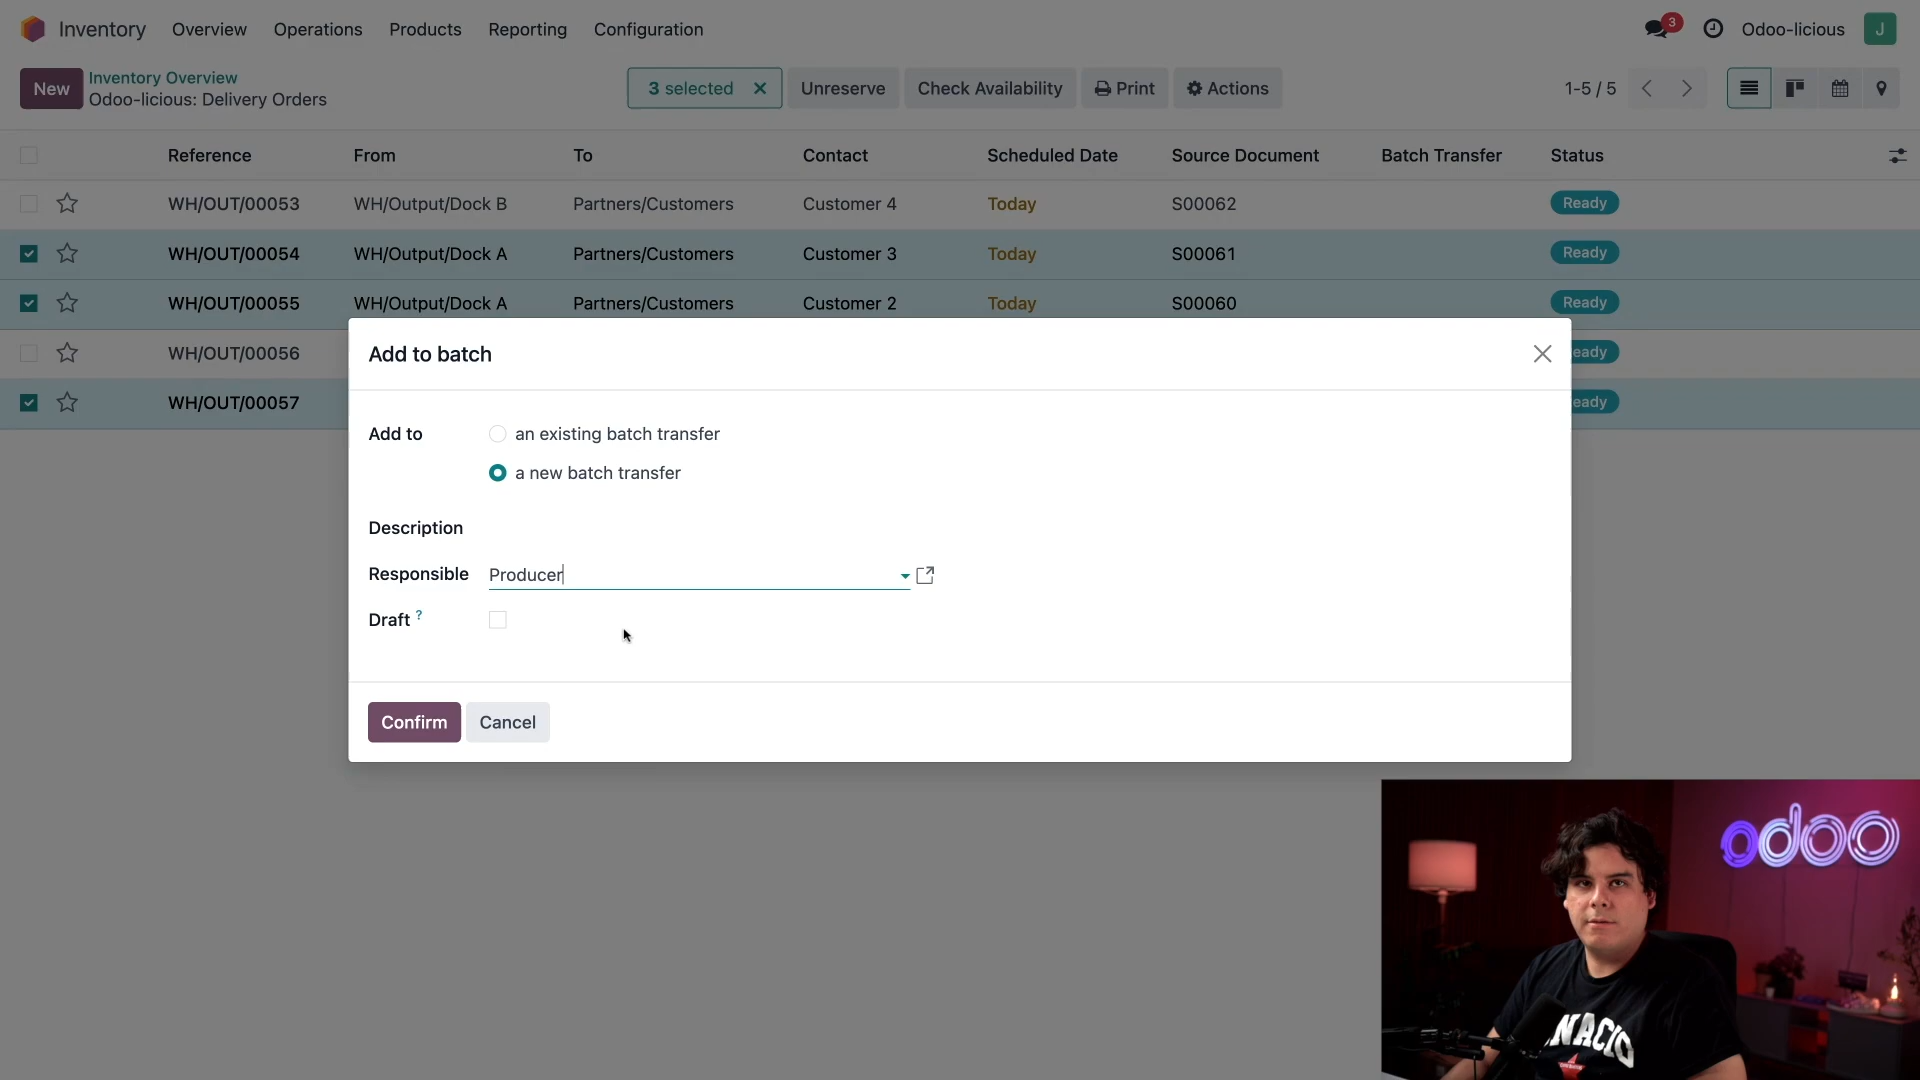 Inventory Overview Operations Products Reporting Configuration 3 Odoo-licious J
New Inventory Overview 3 selected Unreserve Check Availability Print Actions 1-5 / 5
Odoo-licious: Delivery Orders
Reference From To Contact Scheduled Date Source Document Batch Transfer Status
WH/OUT/00053 WH/Output/Dock B Partners/Customers Customer 4 Today S00062 Ready
WH/OUT/00054 WH/Output/Dock A Partners/Customers Customer 3 Today S00061 Ready
WH/OUT/00055 WH/Output/Dock A Partners/Customers Customer 2 Today S00060 Ready
WH/OUT/00056 eady
WH/OUT/00057 eady
Add to batch
Add to an existing batch transfer
a new batch transfer
Description
Responsible Producer
Draft ?
Confirm Cancel
odoo
NACIO